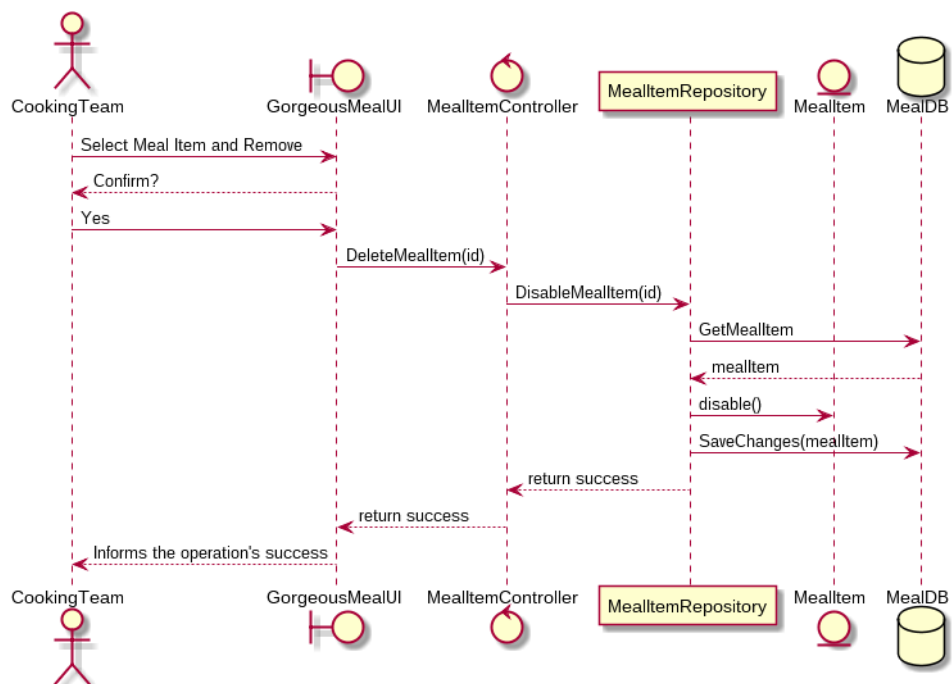 CookingTeam GorgeousMealUI MealItemController MealItemRepository MealItem MealDB
Select Meal Item and Remove
Confirm?
Yes
DeleteMealItem(id)
DisableMealItem(id)
GetMealItem
mealItem
disable()
SaveChanges(mealItem)
return success
return success
Informs the operation's success
CookingTeam GorgeousMealUI MealItemController MealItemRepository MealItem MealDB